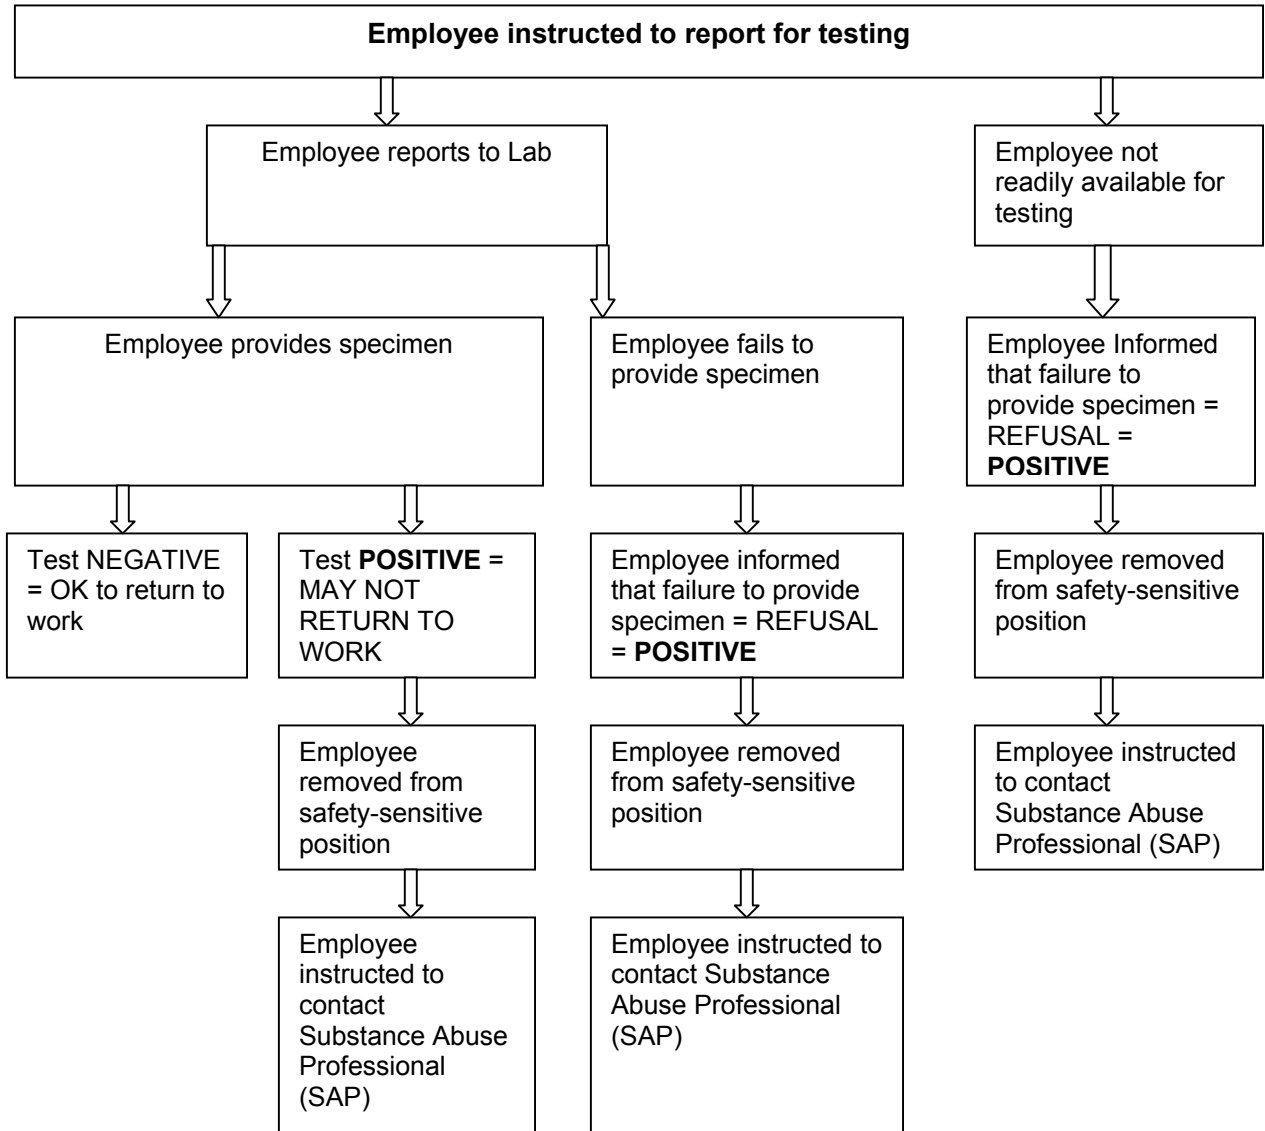 Employee instructed to report for testing
Employee reports to Lab
Employee not
readily available for
testing
Employee provides specimen
Employee fails to
provide specimen
Employee Informed
that failure to
provide specimen =
REFUSAL =
POSITIVE
Test NEGATIVE
= OK to return to
work
Test POSITIVE =
MAY NOT
RETURN TO
WORK
Employee informed
that failure to provide
specimen = REFUSAL
= POSITIVE
Employee removed
from safety-sensitive
position
Employee
removed from
safety-sensitive
position
Employee removed
from safety-sensitive
position
Employee instructed
to contact
Substance Abuse
Professional (SAP)
Employee
instructed to
contact
Substance Abuse
Professional
(SAP)
Employee instructed to
contact Substance
Abuse Professional
(SAP)